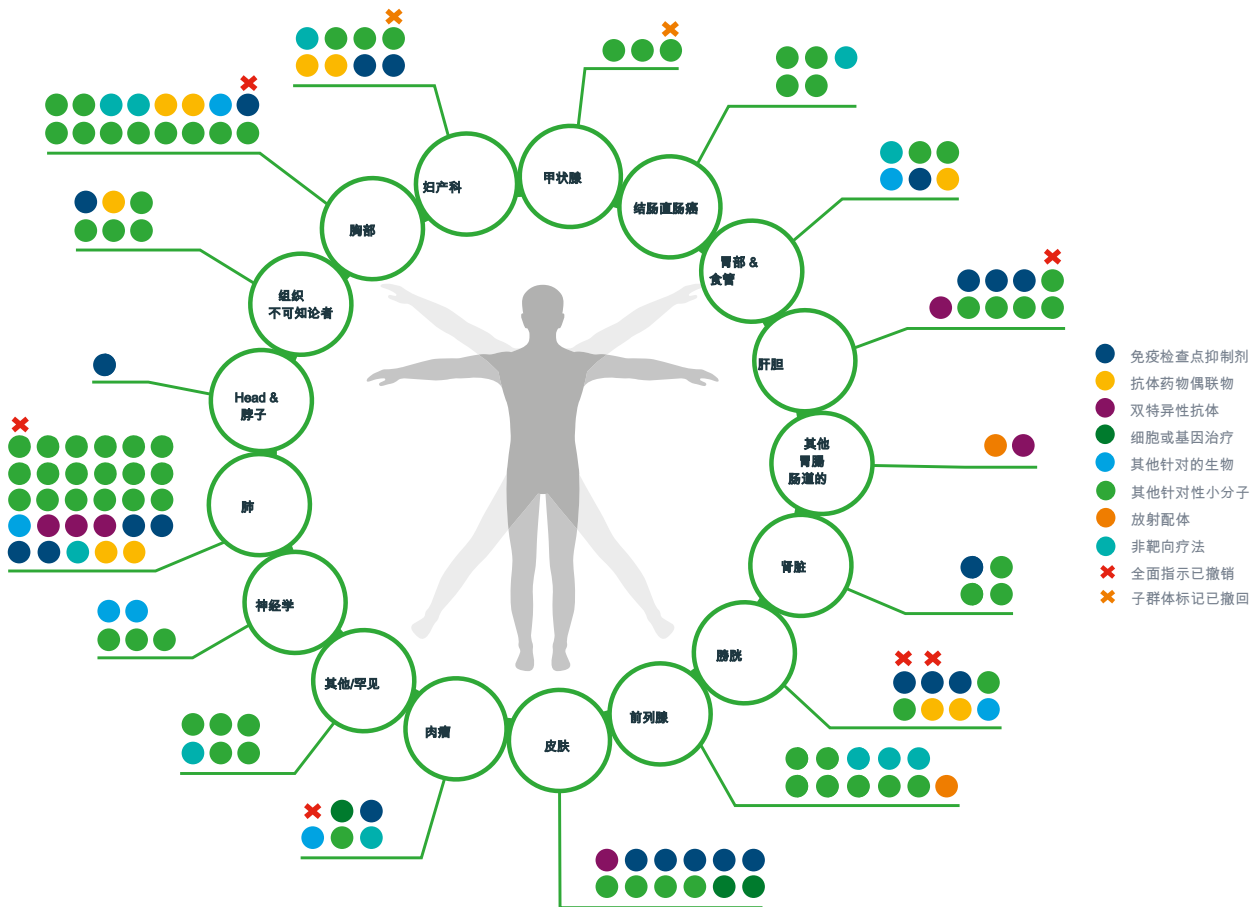 妇产科
甲状腺
结肠直肠癌
胃部 &
食管
胸部
组织
不可知论者
肝胆
Head &
脖子
其他
胃肠
肠道的
肺
肾脏
神经学
膀胱
其他/罕见
前列腺
肉瘤
皮肤
免疫检查点抑制剂
抗体药物偶联物
双特异性抗体
细胞或基因治疗
其他针对的生物
其他针对性小分子
放射配体
非靶向疗法
全面指示已撤销
子群体标记已撤回